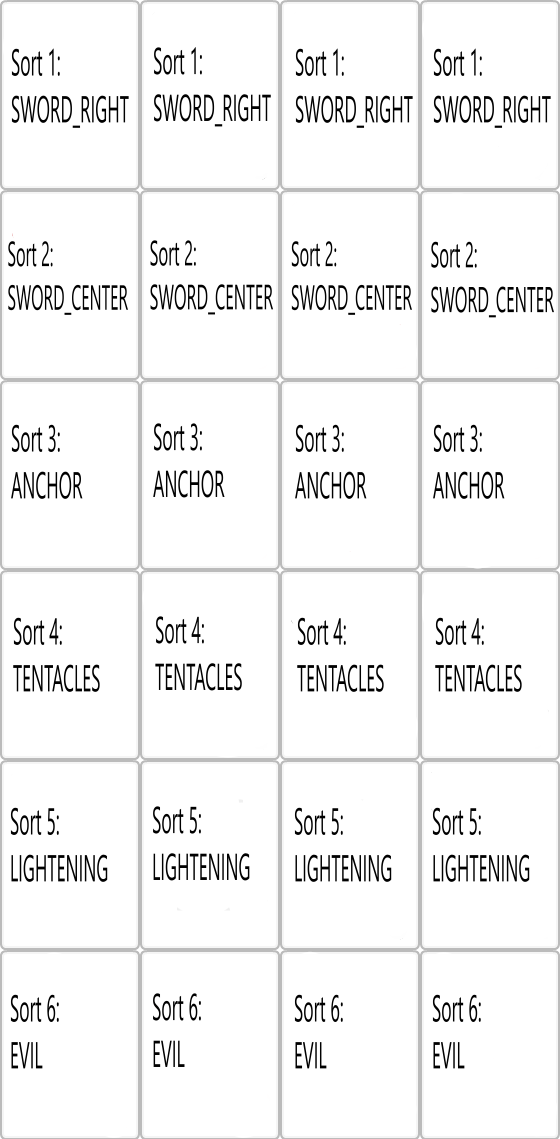 Sort 1:
SWORD_RIGHT
Sort 1:
SWORD_RIGHT
Sort 1:
SWORD_RIGHT
Sort 1:
SWORD_RIGHT
Sort 2:
SWORD_CENTER
Sort 2:
SWORD_CENTER
Sort 2:
SWORD_CENTER
Sort 2:
SWORD_CENTER
Sort 3:
ANCHOR
Sort 3:
ANCHOR
Sort 3:
ANCHOR
Sort 3:
ANCHOR
Sort 4:
TENTACLES
Sort 4:
TENTACLES
Sort 4:
TENTACLES
Sort 4:
TENTACLES
Sort 5:
LIGHTENING
Sort 5:
LIGHTENING
Sort 5:
LIGHTENING
Sort 5:
LIGHTENING
Sort 6:
EVIL
Sort 6:
EVIL
Sort 6:
EVIL
Sort 6:
EVIL